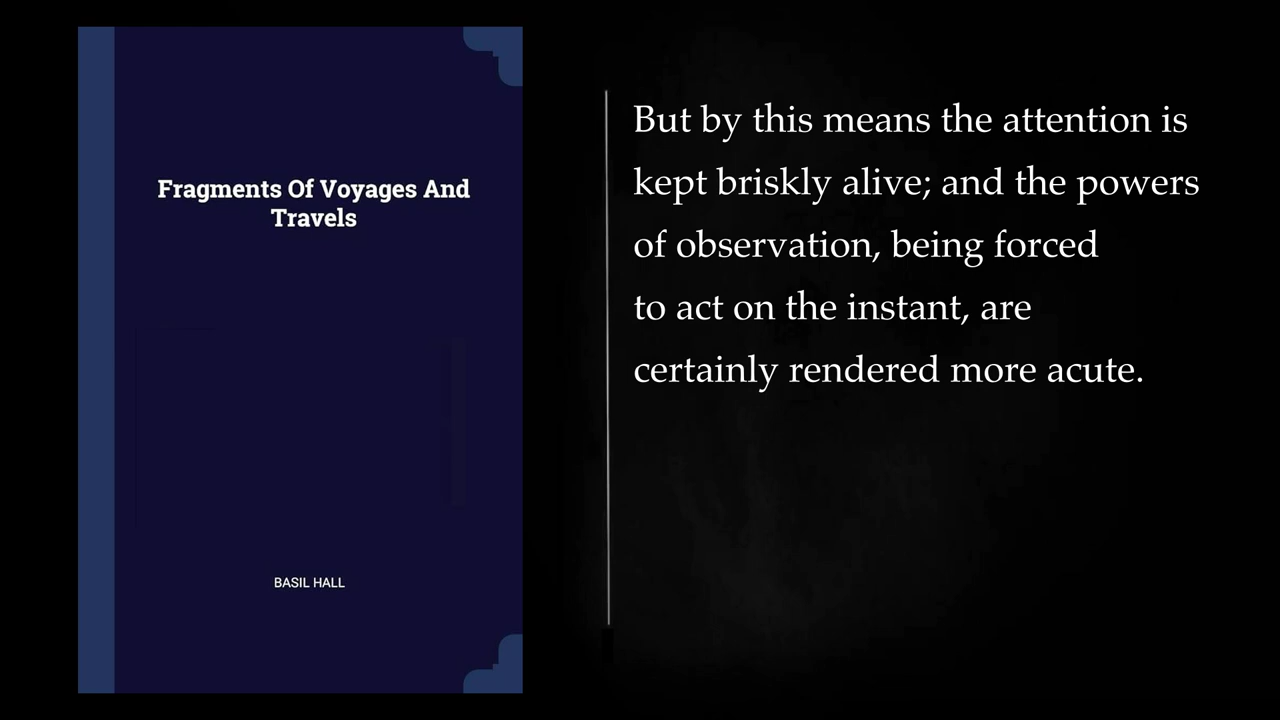 Fragments Of Voyages And
Travels
BASIL HALL
But by this means the attention is
kept briskly alive; and the powers
of observation, being forced
to act on the instant, are
certainly rendered more acute.